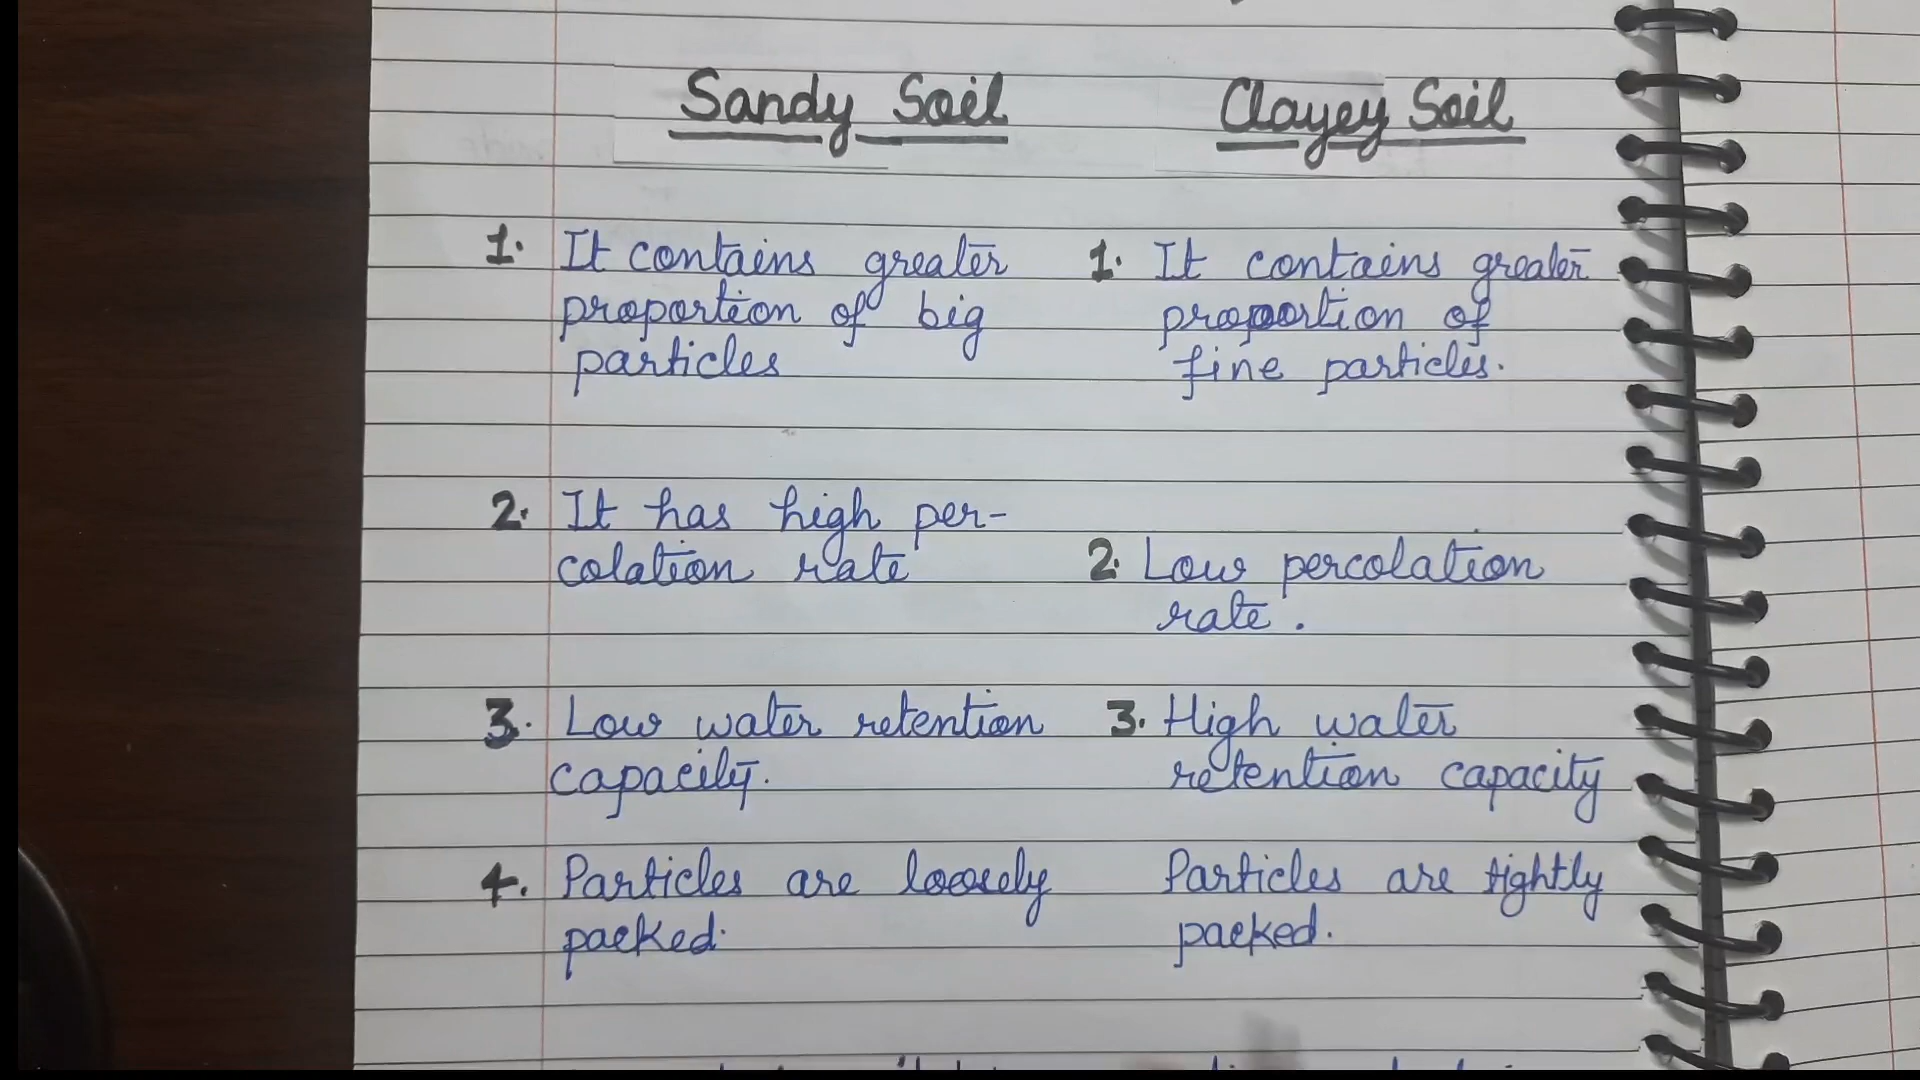 Sandy Soil
Clayey Soil
1. It contains greater
proportion of big
particles
1. It contains greater
proportion of
fine particles.
2. It has high per-
colation rate
2. Low percolation
rate.
3. Low water retention
capacity.
3. High water
retention capacity
4. Particles are loosely
packed.
Particles are tightly
packed.